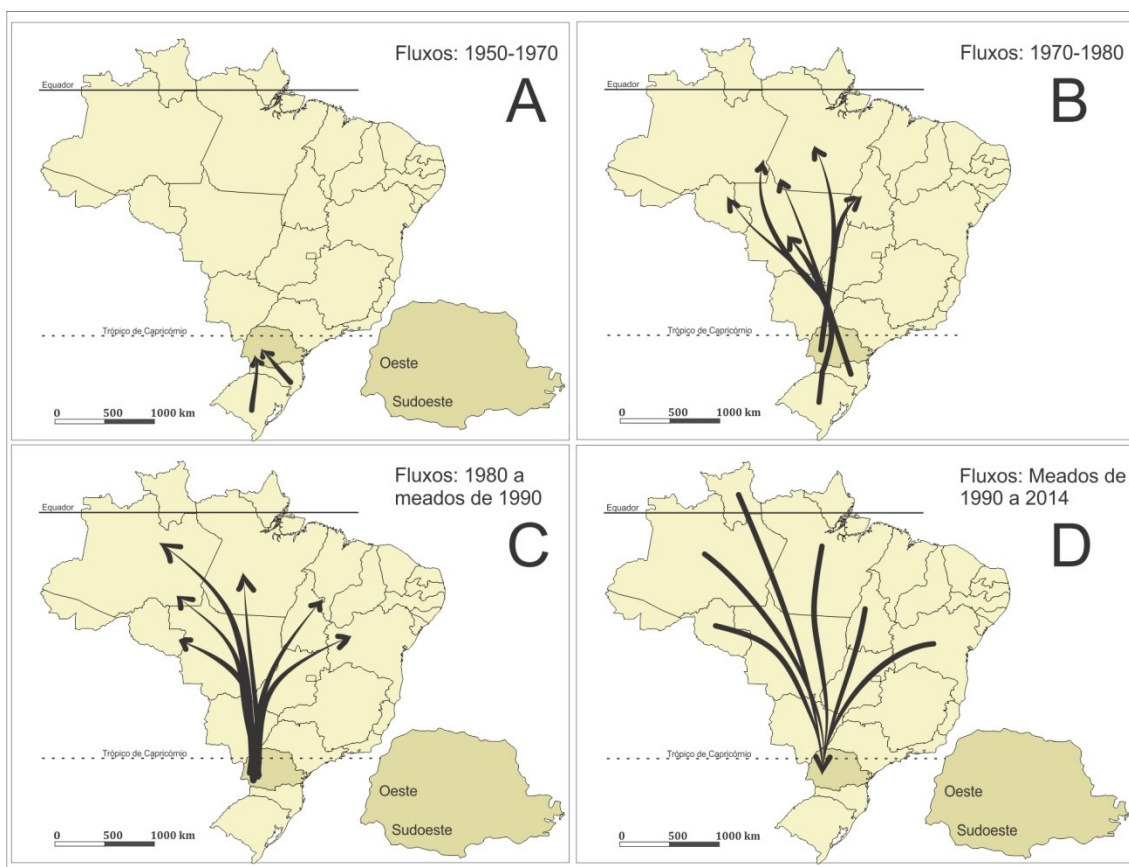 Fluxos: 1950-1970
A
Equador
Trópico de Capricórnio
Oeste
Sudoeste
0 500 1000 km
Fluxos: 1970-1980
B
Equador
Trópico de Capricórnio
0 500 1000 km
Fluxos: 1980 a
meados de 1990
C
Equador
Trópico de Capricórnio
Oeste
Sudoeste
0 500 1000 km
Fluxos: Meados de
1990 a 2014
D
Equador
Trópico de Capricórnio
Oeste
Sudoeste
0 500 1000 km